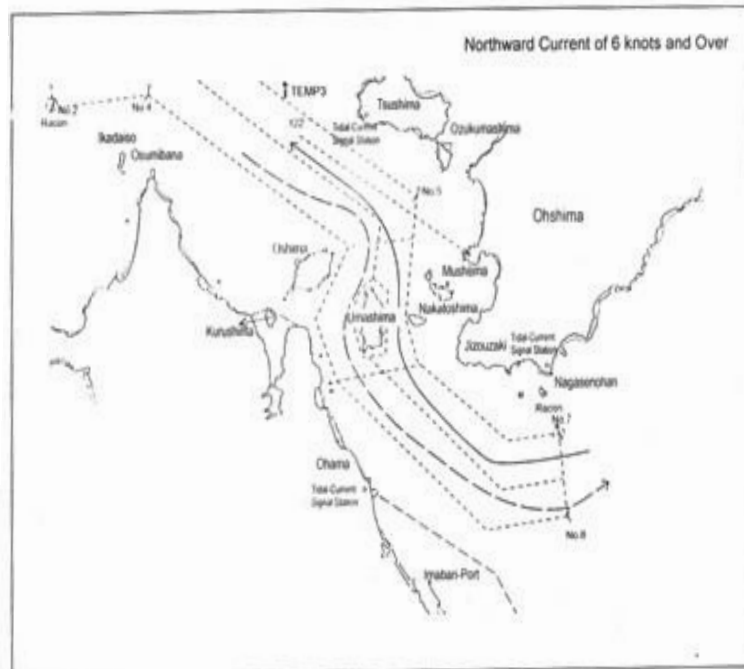 Northward Current of 6 knots and Over
TEMP3
Tsushima
No.2
Racon
No.4
Tidal-Current
Signal Station
Ozukumashima
Ikadaiso
Osumibana
No.5
Ohshima
Mushima
Umashima
Nakatoshima
Kurushima
Jizouzaki
Tidal-Current
Signal Station
Nagasenohan
Racon
No.7
Ohama
Tidal-Current
Signal Station
No.8
Imabari-Port